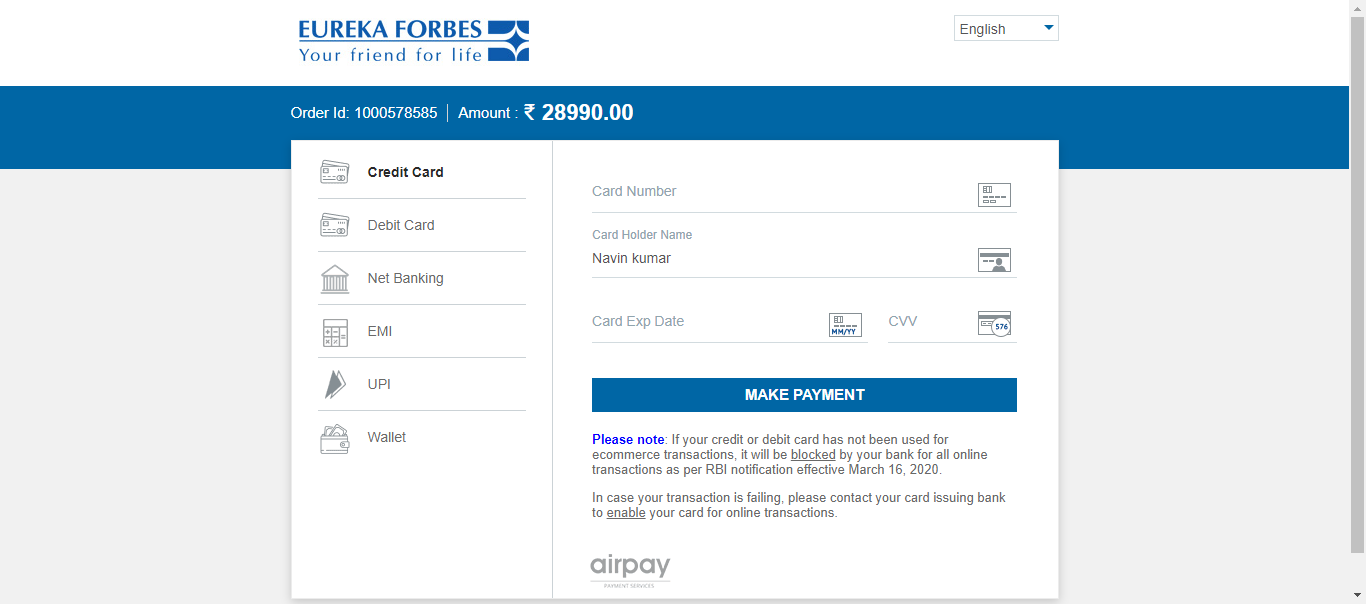 EUREKA FORBES
Your friend for life
English
Order Id: 1000578585 | Amount : ₹ 28990.00
Credit Card
Debit Card
Net Banking
EMI
UPI
Wallet
Card Number
Card Holder Name
Navin kumar
Card Exp Date
MM/YY
CVV
576
MAKE PAYMENT
Please note: If your credit or debit card has not been used for
ecommerce transactions, it will be blocked by your bank for all online
transactions as per RBI notification effective March 16, 2020.
In case your transaction is failing, please contact your card issuing bank
to enable your card for online transactions.
airpay
PAYMENT SERVICES